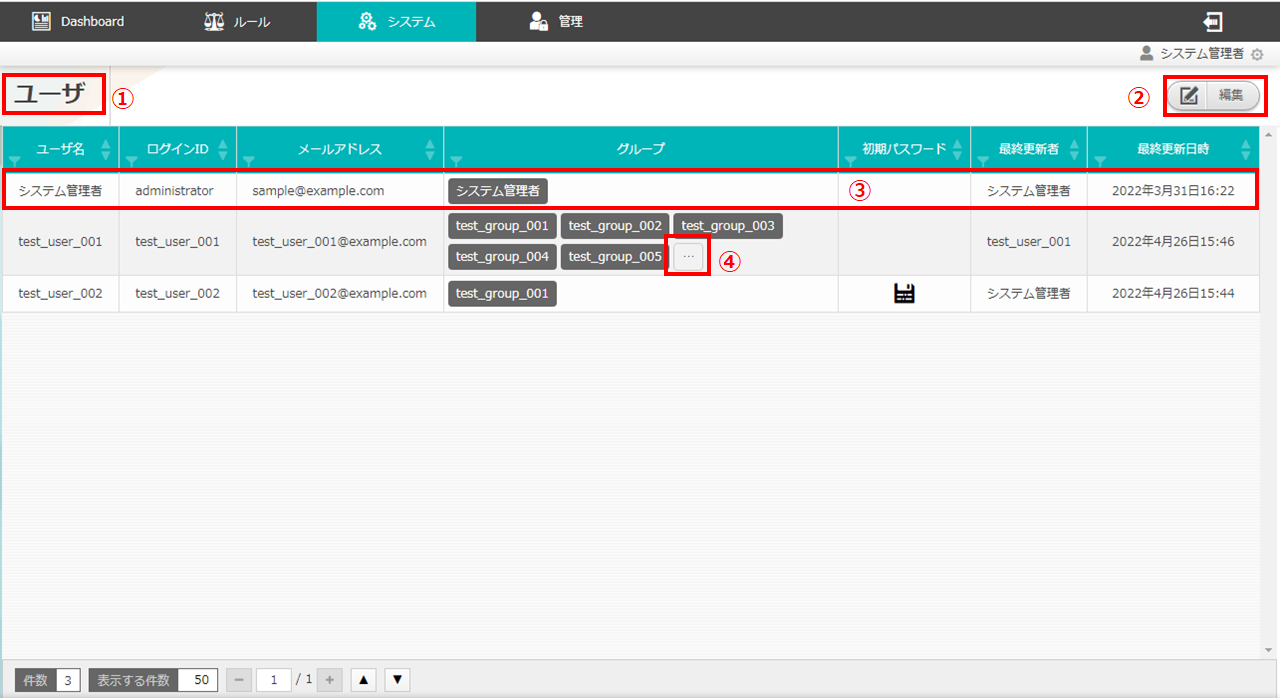 Dashboard ルール システム 管理
システム管理者
ユーザ ① ② 編集
ユーザ名 ログインID メールアドレス グループ 初期パスワード 最終更新者 最終更新日時
システム管理者 administrator sample@example.com システム管理者 ③ システム管理者 2022年3月31日16:22
test_group_001 test_group_002 test_group_003
test_user_001 test_user_001 test_user_001@example.com test_user_001 2022年4月26日15:46
test_group_004 test_group_005 ... ④
test_user_002 test_user_002 test_user_002@example.com test_group_001 システム管理者 2022年4月26日15:44
件数 3 表示する件数 50 − 1 / 1 + ▲ ▼